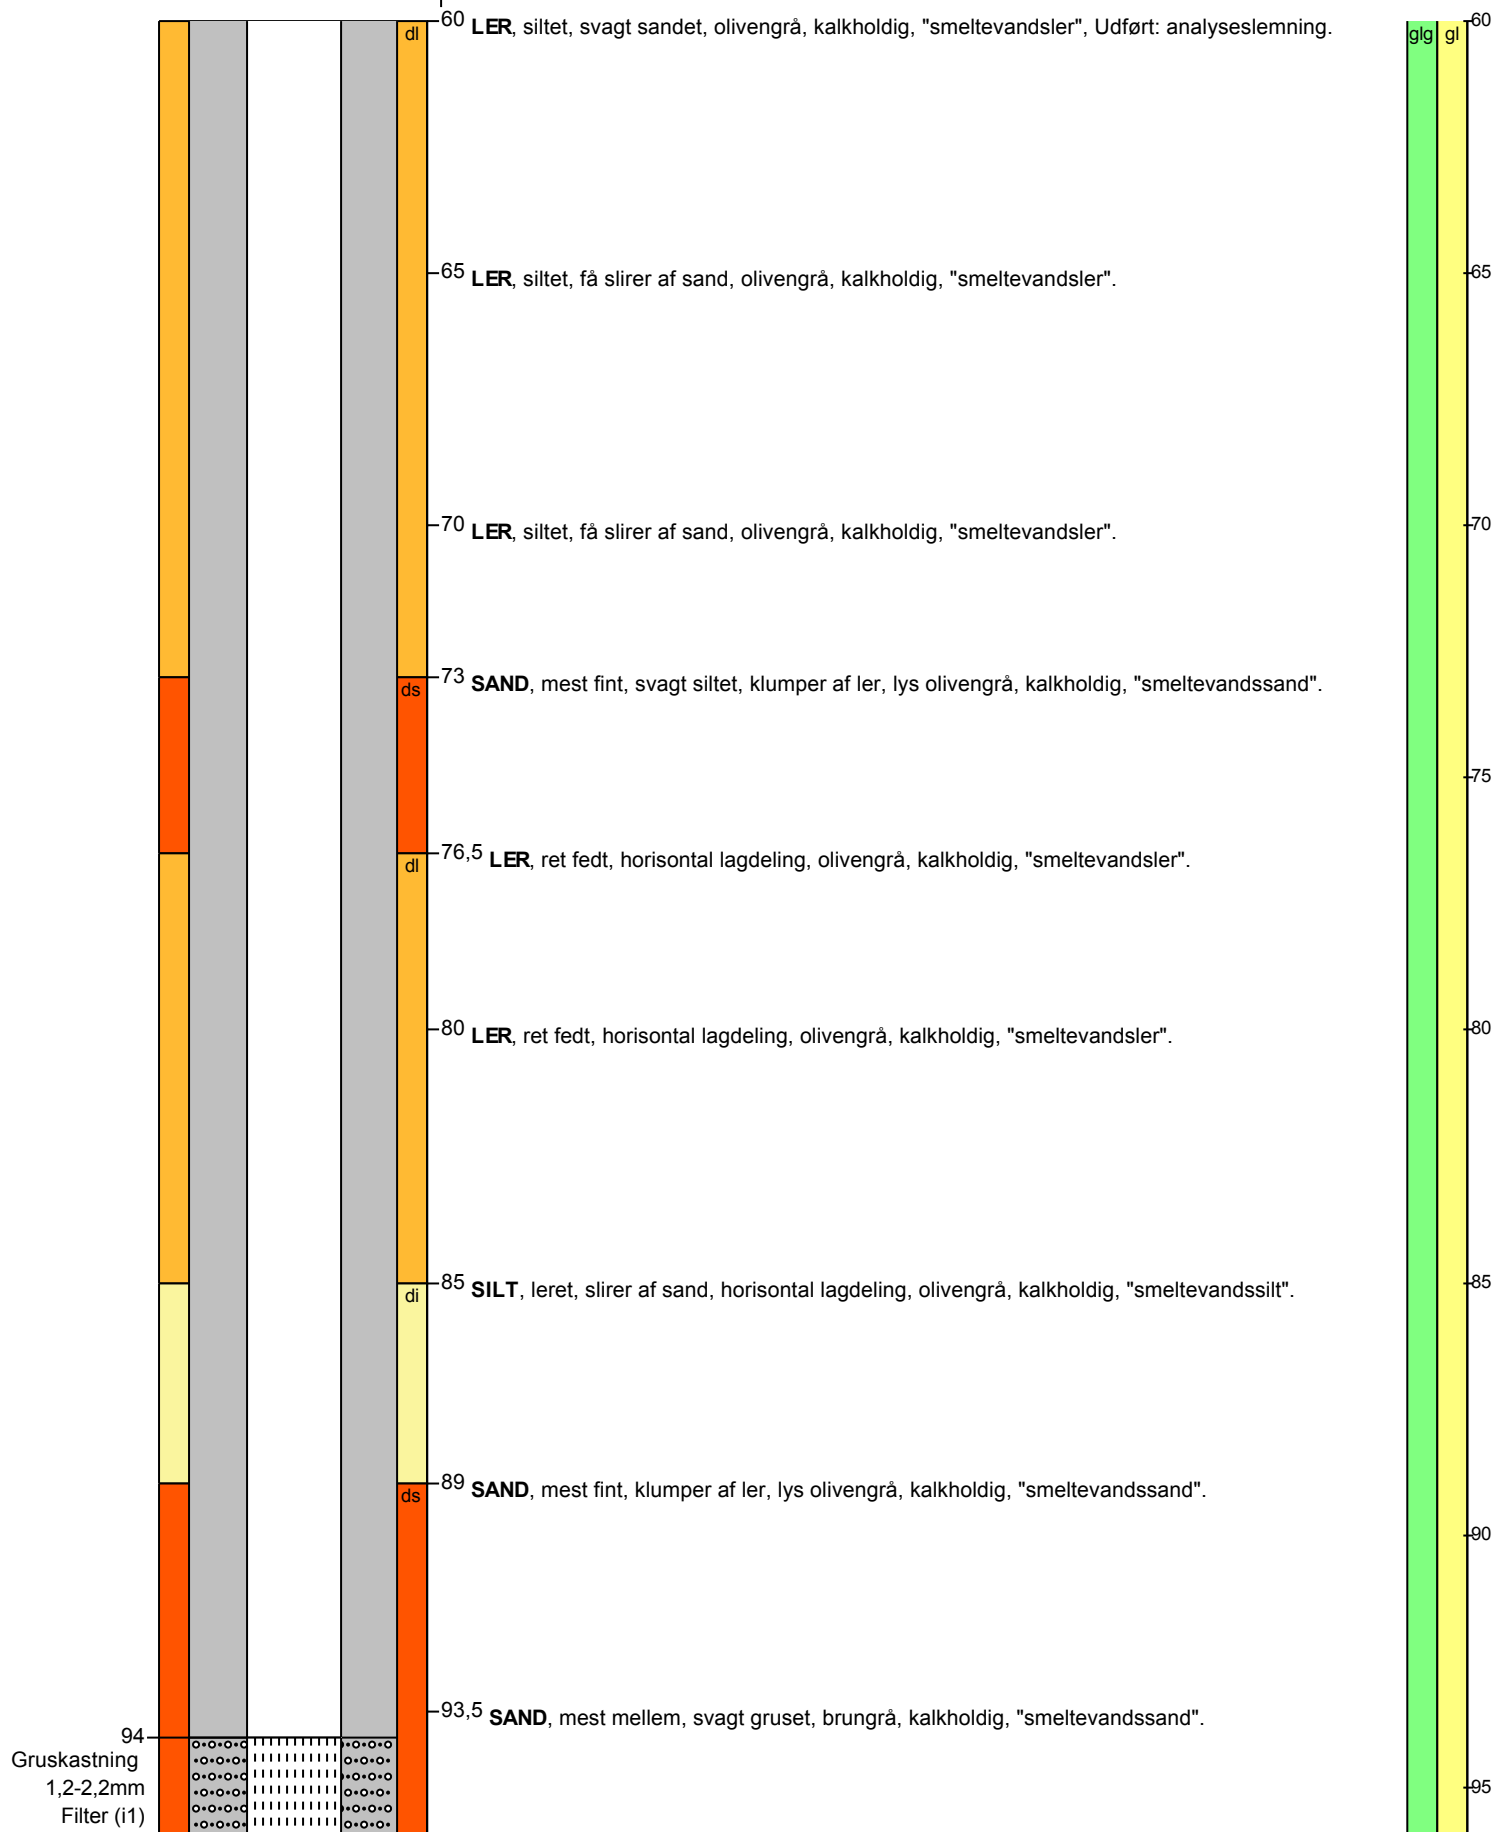 60 LER, siltet, svagt sandet, olivengrå, kalkholdig, "smeltevandsler", Udført: analyseslemning. 60
dl glg gl
65 LER, siltet, få slirer af sand, olivengrå, kalkholdig, "smeltevandsler". 65
70 LER, siltet, få slirer af sand, olivengrå, kalkholdig, "smeltevandsler". 70
73 SAND, mest fint, svagt siltet, klumper af ler, lys olivengrå, kalkholdig, "smeltevandssand".
ds
75
76,5 LER, ret fedt, horisontal lagdeling, olivengrå, kalkholdig, "smeltevandsler".
dl
80 LER, ret fedt, horisontal lagdeling, olivengrå, kalkholdig, "smeltevandsler". 80
85 SILT, leret, slirer af sand, horisontal lagdeling, olivengrå, kalkholdig, "smeltevandssilt". 85
di
89 SAND, mest fint, klumper af ler, lys olivengrå, kalkholdig, "smeltevandssand".
ds
90
93,5 SAND, mest mellem, svagt gruset, brungrå, kalkholdig, "smeltevandssand".
94
Gruskastning
1,2-2,2mm 95
Filter (i1)